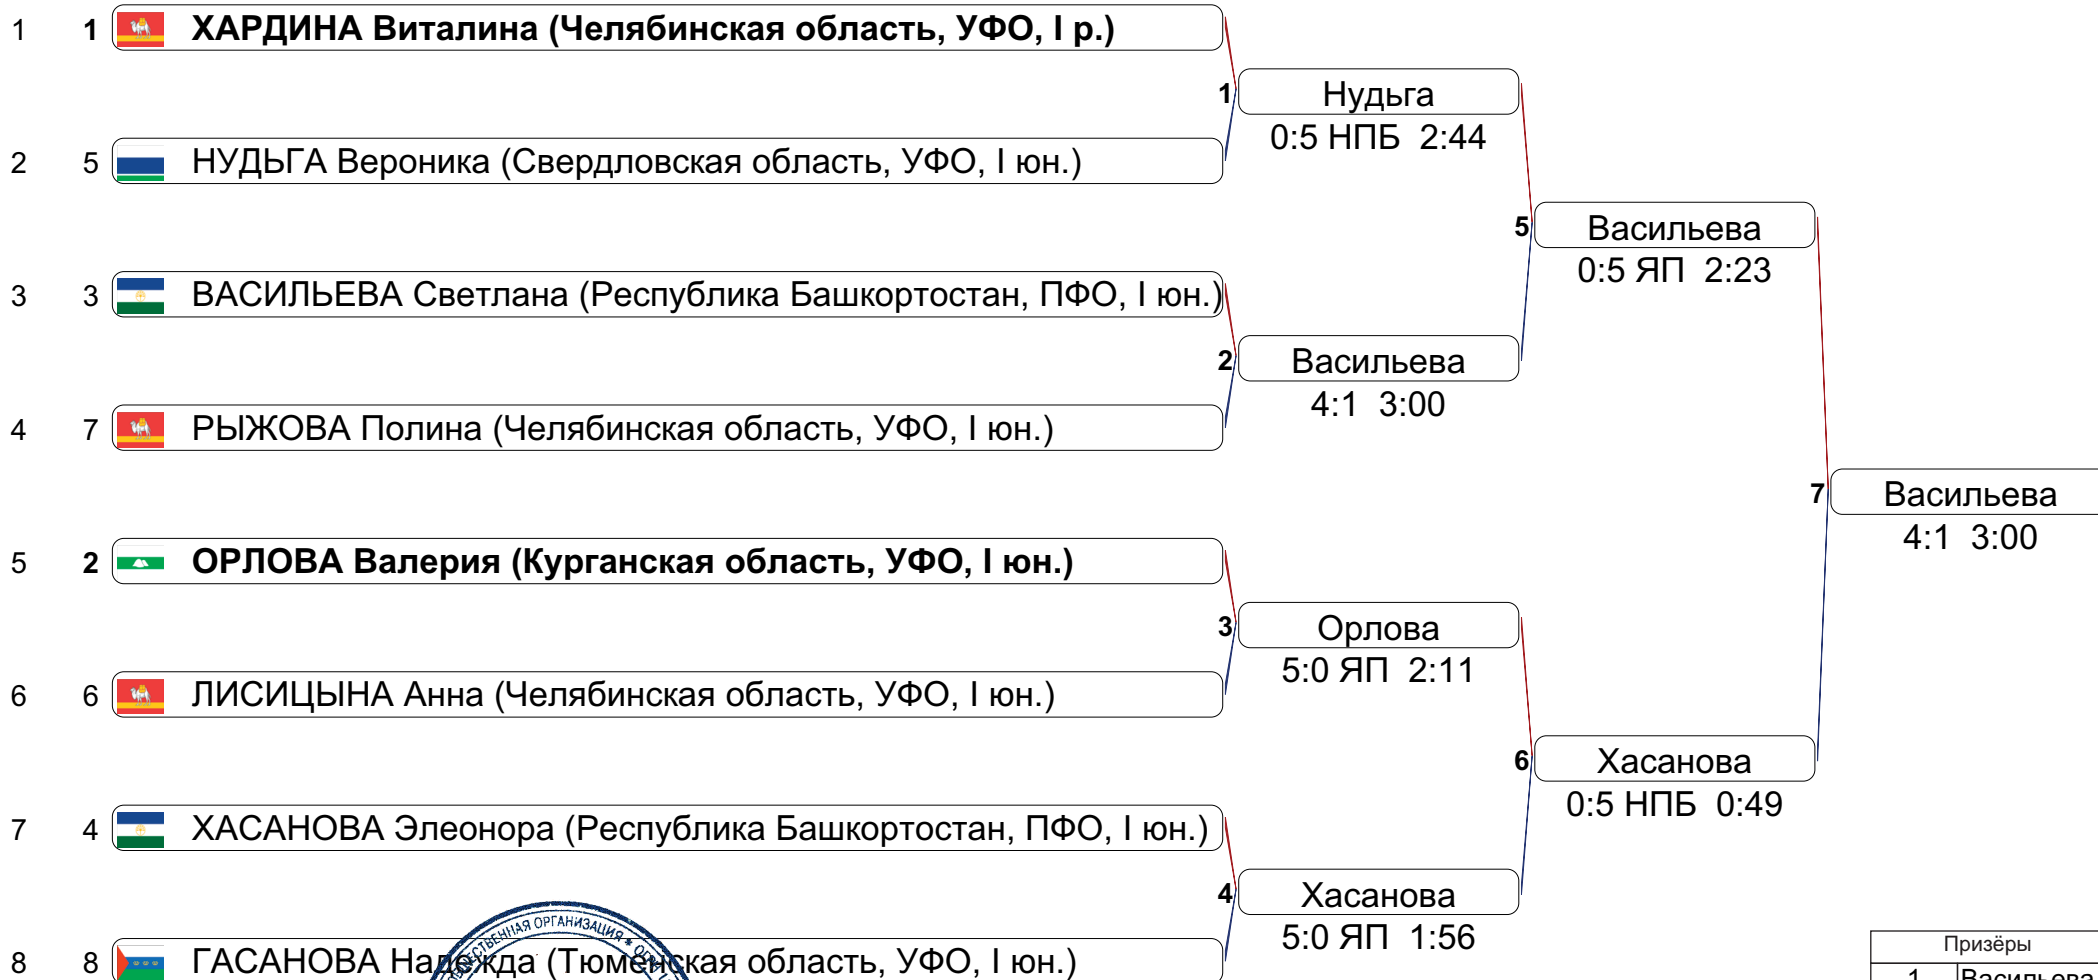 1 1 ХАРДИНА Виталина (Челябинская область, УФО, I р.)
1 Нудьга
0:5 НПБ 2:44
2 5 НУДЬГА Вероника (Свердловская область, УФО, I юн.)
5 Васильева
0:5 ЯП 2:23
3 3 ВАСИЛЬЕВА Светлана (Республика Башкортостан, ПФО, I юн.)
2 Васильева
4:1 3:00
4 7 РЫЖОВА Полина (Челябинская область, УФО, I юн.)
7 Васильева
4:1 3:00
5 2 ОРЛОВА Валерия (Курганская область, УФО, I юн.)
3 Орлова
5:0 ЯП 2:11
6 6 ЛИСИЦЫНА Анна (Челябинская область, УФО, I юн.)
6 Хасанова
0:5 НПБ 0:49
7 4 ХАСАНОВА Элеонора (Республика Башкортостан, ПФО, I юн.)
4 Хасанова
5:0 ЯП 1:56
ОРГАНИЗАЦИЯ
8 8 ГАСАНОВА Надежда (Тюменская область, УФО, I юн.)
Призёры
1 Васильева